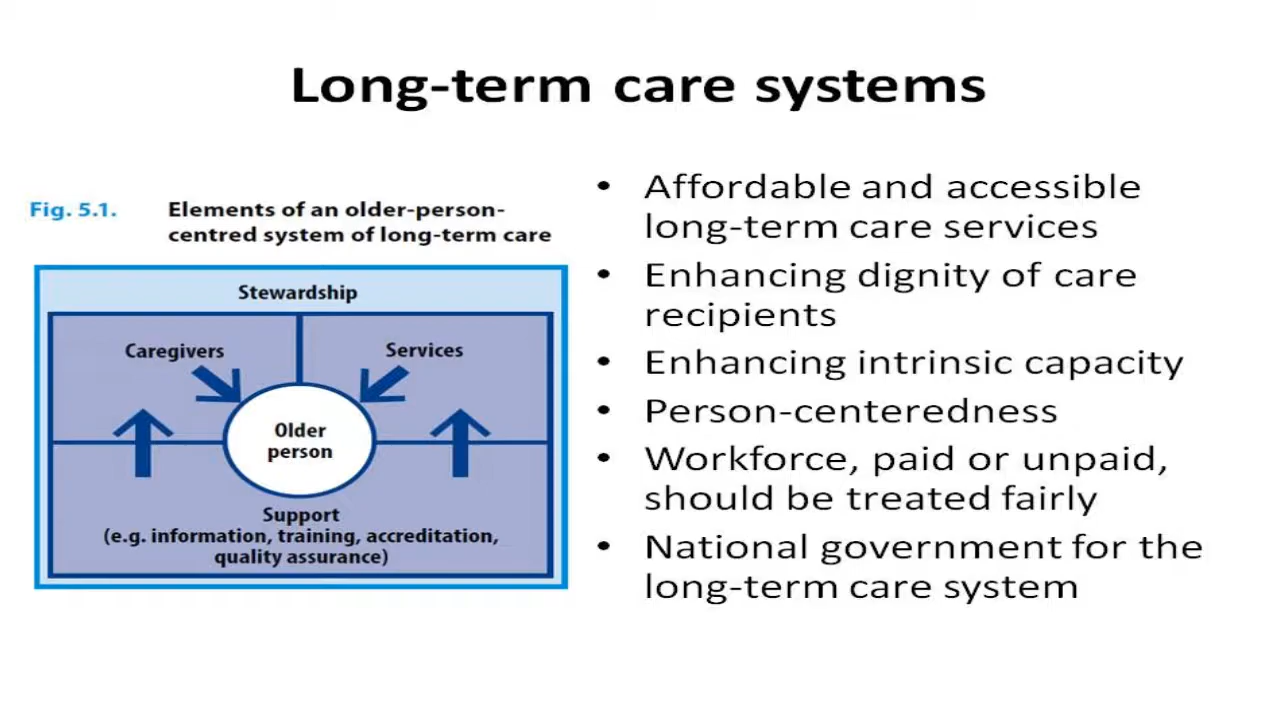 Long-term care systems
Fig. 5.1. Elements of an older-person-
centred system of long-term care
Stewardship
Caregivers
Services
Older
person
Support
(e.g. information, training, accreditation,
quality assurance)
• Affordable and accessible
long-term care services
• Enhancing dignity of care
recipients
• Enhancing intrinsic capacity
• Person-centeredness
• Workforce, paid or unpaid,
should be treated fairly
• National government for the
long-term care system